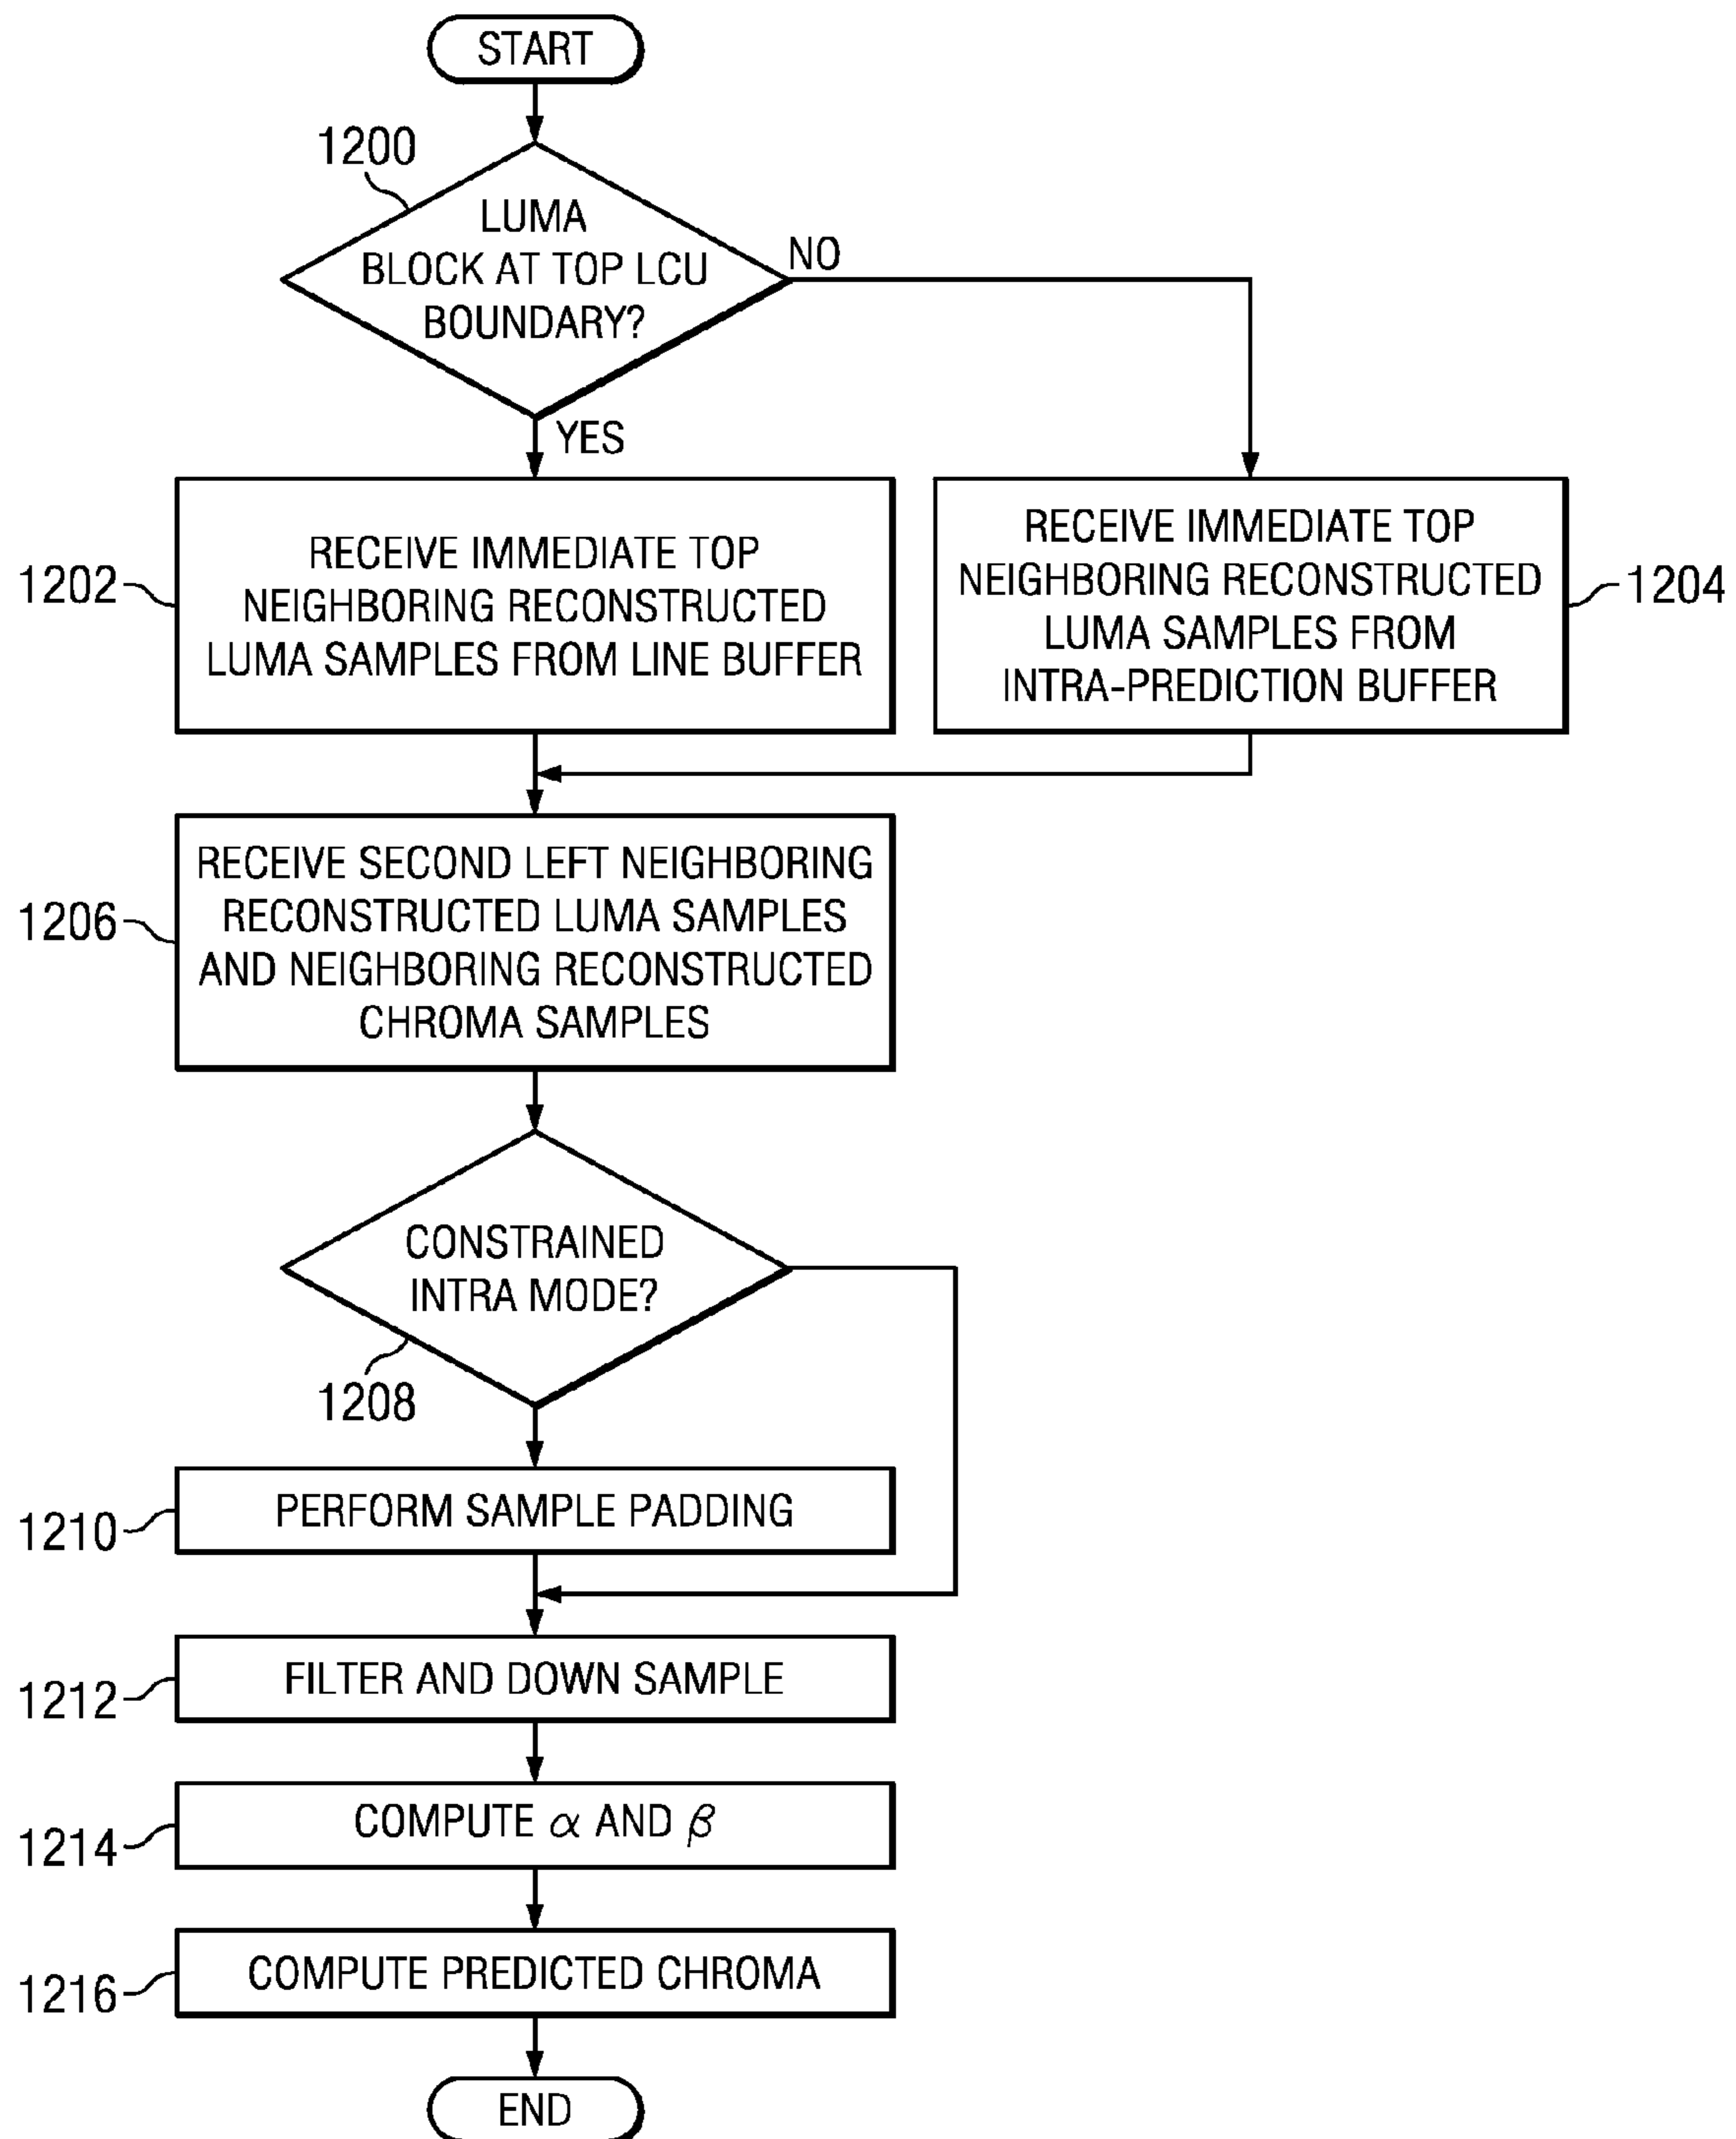 START
1200
LUMA
BLOCK AT TOP LCU
BOUNDARY?
NO
YES
1202
RECEIVE IMMEDIATE TOP
NEIGHBORING RECONSTRUCTED
LUMA SAMPLES FROM LINE BUFFER
RECEIVE IMMEDIATE TOP
NEIGHBORING RECONSTRUCTED
LUMA SAMPLES FROM
INTRA-PREDICTION BUFFER
1204
1206
RECEIVE SECOND LEFT NEIGHBORING
RECONSTRUCTED LUMA SAMPLES
AND NEIGHBORING RECONSTRUCTED
CHROMA SAMPLES
CONSTRAINED
INTRA MODE?
1208
1210
PERFORM SAMPLE PADDING
1212
FILTER AND DOWN SAMPLE
1214
COMPUTE α AND β
1216
COMPUTE PREDICTED CHROMA
END